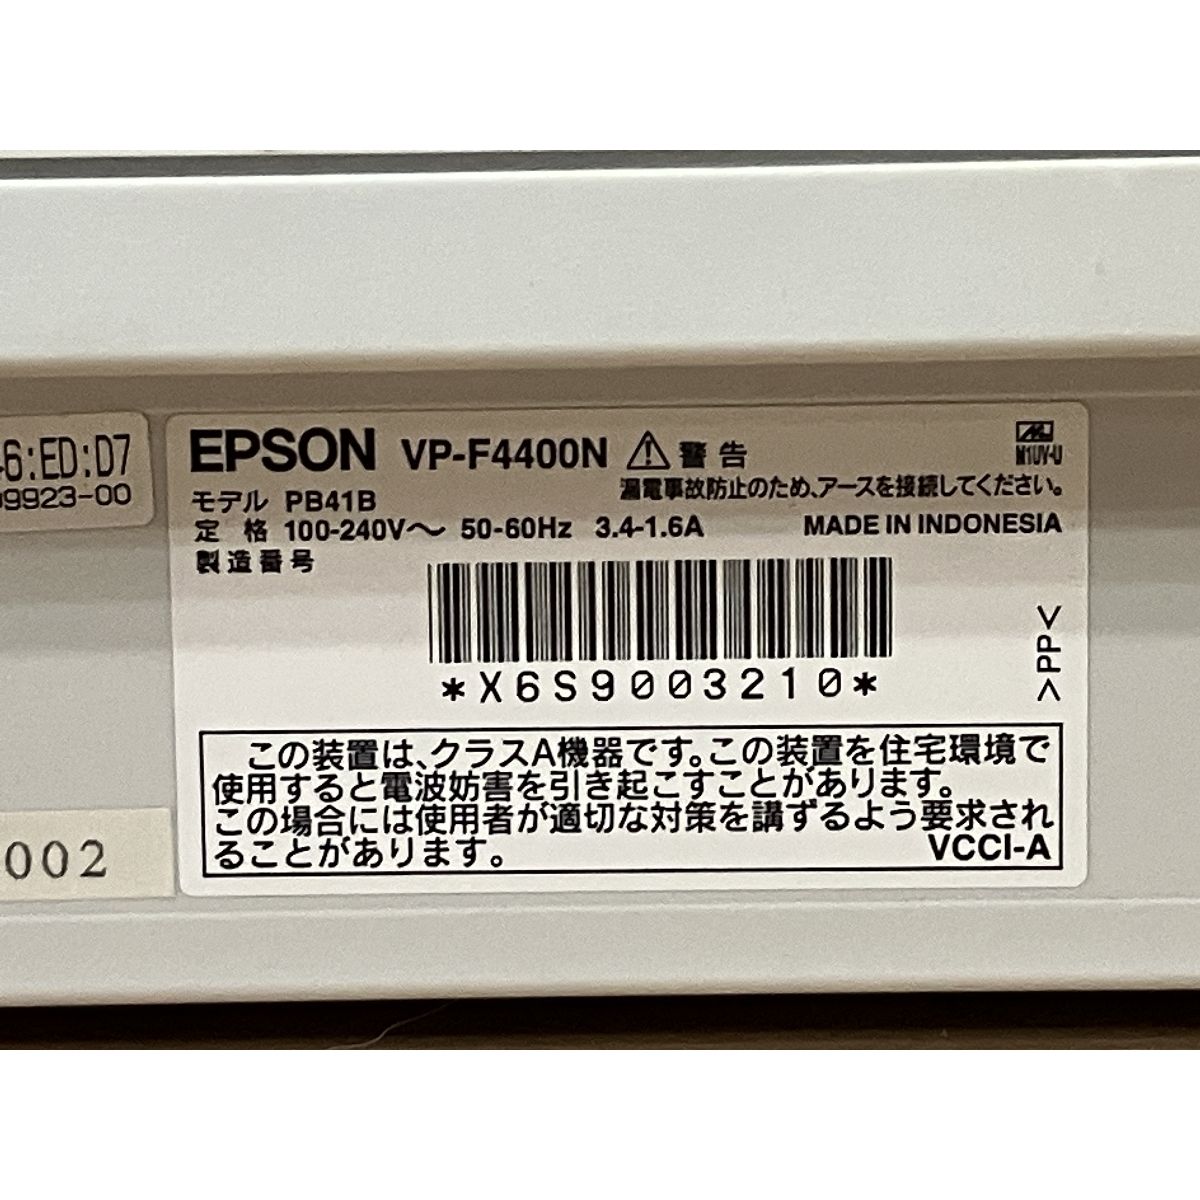 6:ED:D7
09923-00
EPSON VP-F4400N 警告
M1UY-U
モデル PB41B
漏電事故防止のため、アースを接続してください。
定 格 100-240V～ 50-60Hz 3.4-1.6A
MADE IN INDONESIA
製造番号
*X6S9003210*
>PP<
この装置は、クラスA機器です。この装置を住宅環境で
使用すると電波妨害を引き起こすことがあります。
この場合には使用者が適切な対策を講ずるよう要求され
ることがあります。
VCCI-A
002